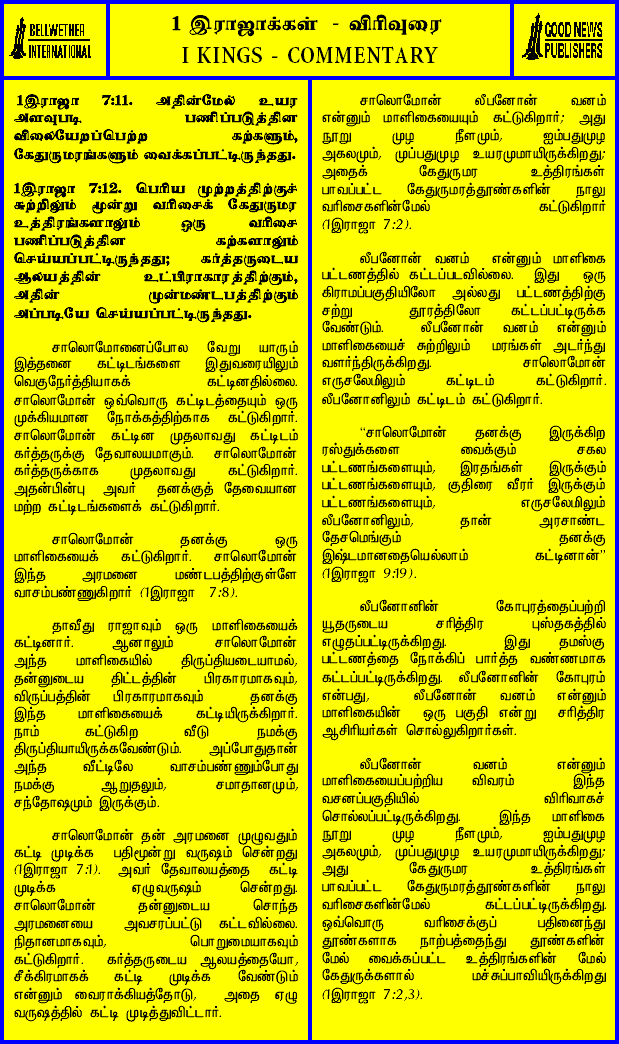 BELLWETHER
INTERNATIONAL
1 இராஜாக்கள் - விரிவுரை
I KINGS - COMMENTARY
GOOD NEWS
PUBLISHERS
1இராஜா 7:11. அதின்மேல் உயர
அளவுபடி பணிப்படுத்தின
விலையேறப்பெற்ற கற்களும்,
கேதுருமரங்களும் வைக்கப்பட்டிருந்தது.
1இராஜா 7:12. பெரிய முற்றத்திற்குச்
சுற்றிலும் மூன்று வரிசைக் கேதுருமர
உத்திரங்களாலும் ஒரு வரிசை
பணிப்படுத்தின கற்களாலும்
செய்யப்பட்டிருந்தது; கர்த்தருடைய
ஆலயத்தின் உட்பிராகாரத்திற்கும்,
அதின் முன்மண்டபத்திற்கும்
அப்படியே செய்யப்பட்டிருந்தது.
சாலொமோனைப்போல வேறு யாரும்
இத்தனை கட்டிடங்களை இதுவரையிலும்
வெகுநேர்த்தியாகக் கட்டினதில்லை.
சாலொமோன் ஒவ்வொரு கட்டிடத்தையும் ஒரு
முக்கியமான நோக்கத்திற்காக கட்டுகிறார்.
சாலொமோன் கட்டின முதலாவது கட்டிடம்
கர்த்தருக்கு தேவாலயமாகும். சாலொமோன்
கர்த்தருக்காக முதலாவது கட்டுகிறார்.
அதன்பின்பு அவர் தனக்குத் தேவையான
மற்ற கட்டிடங்களைக் கட்டுகிறார்.
சாலொமோன் தனக்கு ஒரு
மாளிகையைக் கட்டுகிறார். சாலொமோன்
இந்த அரமனை மண்டபத்திற்குள்ளே
வாசம்பண்ணுகிறார் (1இராஜா 7:8).
தாவீது ராஜாவும் ஒரு மாளிகையைக்
கட்டினார். ஆனாலும் சாலொமோன்
அந்த மாளிகையில் திருப்தியடையாமல்,
தன்னுடைய திட்டத்தின் பிரகாரமாகவும்,
விருப்பத்தின் பிரகாரமாகவும் தனக்கு
இந்த மாளிகையைக் கட்டியிருக்கிறார்.
நாம் கட்டுகிற வீடு நமக்கு
திருப்தியாயிருக்கவேண்டும். அப்போதுதான்
அந்த வீட்டிலே வாசம்பண்ணும்போது
நமக்கு ஆறுதலும், சமாதானமும்,
சந்தோஷமும் இருக்கும்.
சாலொமோன் தன் அரமனை முழுவதும்
கட்டி முடிக்க பதிமூன்று வருஷம் சென்றது
(1இராஜா 7:1). அவர் தேவாலயத்தை கட்டி
முடிக்க ஏழுவருஷம் சென்றது.
சாலொமோன் தன்னுடைய சொந்த
அரமனையை அவசரப்பட்டு கட்டவில்லை.
நிதானமாகவும், பொறுமையாகவும்
கட்டுகிறார். கர்த்தருடைய ஆலயத்தையோ,
சீக்கிரமாகக் கட்டி முடிக்க வேண்டும்
என்னும் வைராக்கியத்தோடு, அதை ஏழு
வருஷத்தில் கட்டி முடித்துவிட்டார்.
சாலொமோன் லீபனோன் வனம்
என்னும் மாளிகையையும் கட்டுகிறார்; அது
நூறு முழ நீளமும், ஐம்பதுமுழ
அகலமும், முப்பதுமுழ உயரமுமாயிருக்கிறது;
அதைக் கேதுருமர உத்திரங்கள்
பாவப்பட்ட கேதுருமரத்தூண்களின் நாலு
வரிசைகளின்மேல் கட்டுகிறார்
(1இராஜா 7:2).
லீபனோன் வனம் என்னும் மாளிகை
பட்டணத்தில் கட்டப்படவில்லை. இது ஒரு
கிராமப்பகுதியிலோ அல்லது பட்டணத்திற்கு
சற்று தூரத்திலோ கட்டப்பட்டிருக்க
வேண்டும். லீபனோன் வனம் என்னும்
மாளிகையைச் சுற்றிலும் மரங்கள் அடர்ந்து
வளர்ந்திருக்கிறது. சாலொமோன்
எருசலேமிலும் கட்டிடம் கட்டுகிறார்.
லீபனோனிலும் கட்டிடம் கட்டுகிறார்.
“சாலொமோன் தனக்கு இருக்கிற
ரஸ்துக்களை வைக்கும் சகல
பட்டணங்களையும், இரதங்கள் இருக்கும்
பட்டணங்களையும், குதிரை வீரர் இருக்கும்
பட்டணங்களையும், எருசலேமிலும்
லீபனோனிலும், தான் அரசாண்ட
தேசமெங்கும் தனக்கு
இஷ்டமானதையெல்லாம் கட்டினான்”
(1இராஜா 9:19).
லீபனோனின் கோபுரத்தைப்பற்றி
யூதருடைய சரித்திர புஸ்தகத்தில்
எழுதப்பட்டிருக்கிறது. இது தமஸ்கு
பட்டணத்தை நோக்கிப் பார்த்த வண்ணமாக
கட்டப்பட்டிருக்கிறது. லீபனோனின் கோபுரம்
என்பது, லீபனோன் வனம் என்னும்
மாளிகையின் ஒரு பகுதி என்று சரித்திர
ஆசிரியர்கள் சொல்லுகிறார்கள்.
லீபனோன் வனம் என்னும்
மாளிகையைப்பற்றிய விவரம் இந்த
வசனப்பகுதியில் விரிவாகச்
சொல்லப்பட்டிருக்கிறது. இந்த மாளிகை
நூறு முழ நீளமும், ஐம்பதுமுழ
அகலமும், முப்பதுமுழ உயரமுமாயிருக்கிறது;
அது கேதுருமர உத்திரங்கள்
பாவப்பட்ட கேதுருமரத்தூண்களின் நாலு
வரிசைகளின்மேல் கட்டப்பட்டிருக்கிறது.
ஒவ்வொரு வரிசைக்குப் பதினைந்து
தூண்களாக நாற்பத்தைந்து தூண்களின்
மேல் வைக்கப்பட்ட உத்திரங்களின் மேல்
கேதுருக்களால் மச்சுப்பாவியிருக்கிறது
(1இராஜா 7:2,3).